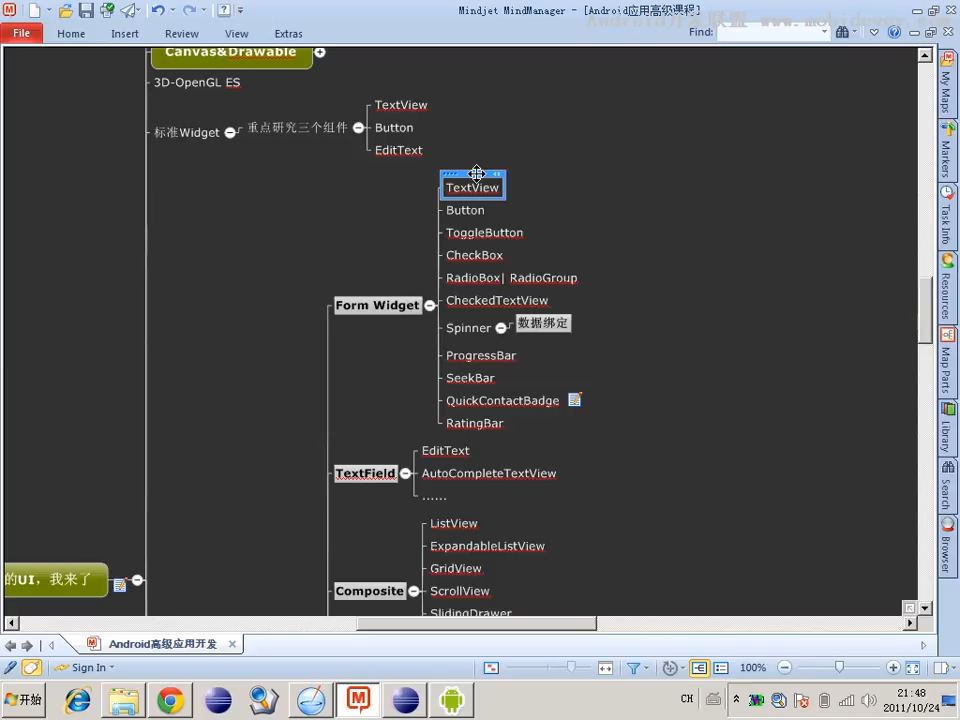 Mindjet MindManager - [Android应用高级课程]
File
Home
Insert
Design
Review
View
Extras
Find:
Canvas&Drawable
3D-OpenGL ES
标准Widget
重点研究三个组件
TextView
Button
EditText
Form Widget
TextView
Button
ToggleButton
CheckBox
RadioBox| RadioGroup
CheckedTextView
Spinner
数据绑定
ProgressBar
SeekBar
QuickContactBadge
RatingBar
TextField
EditText
AutoCompleteTextView
......
的UI，我来了
Composite
ListView
ExpandableListView
GridView
ScrollView
SlidingDrawer
My Maps
Markers
Task Info
Resources
Map Parts
Library
Search
Browser
Android高级应用开发
Sign In
100%
开始
CH
21:48
2011/10/24